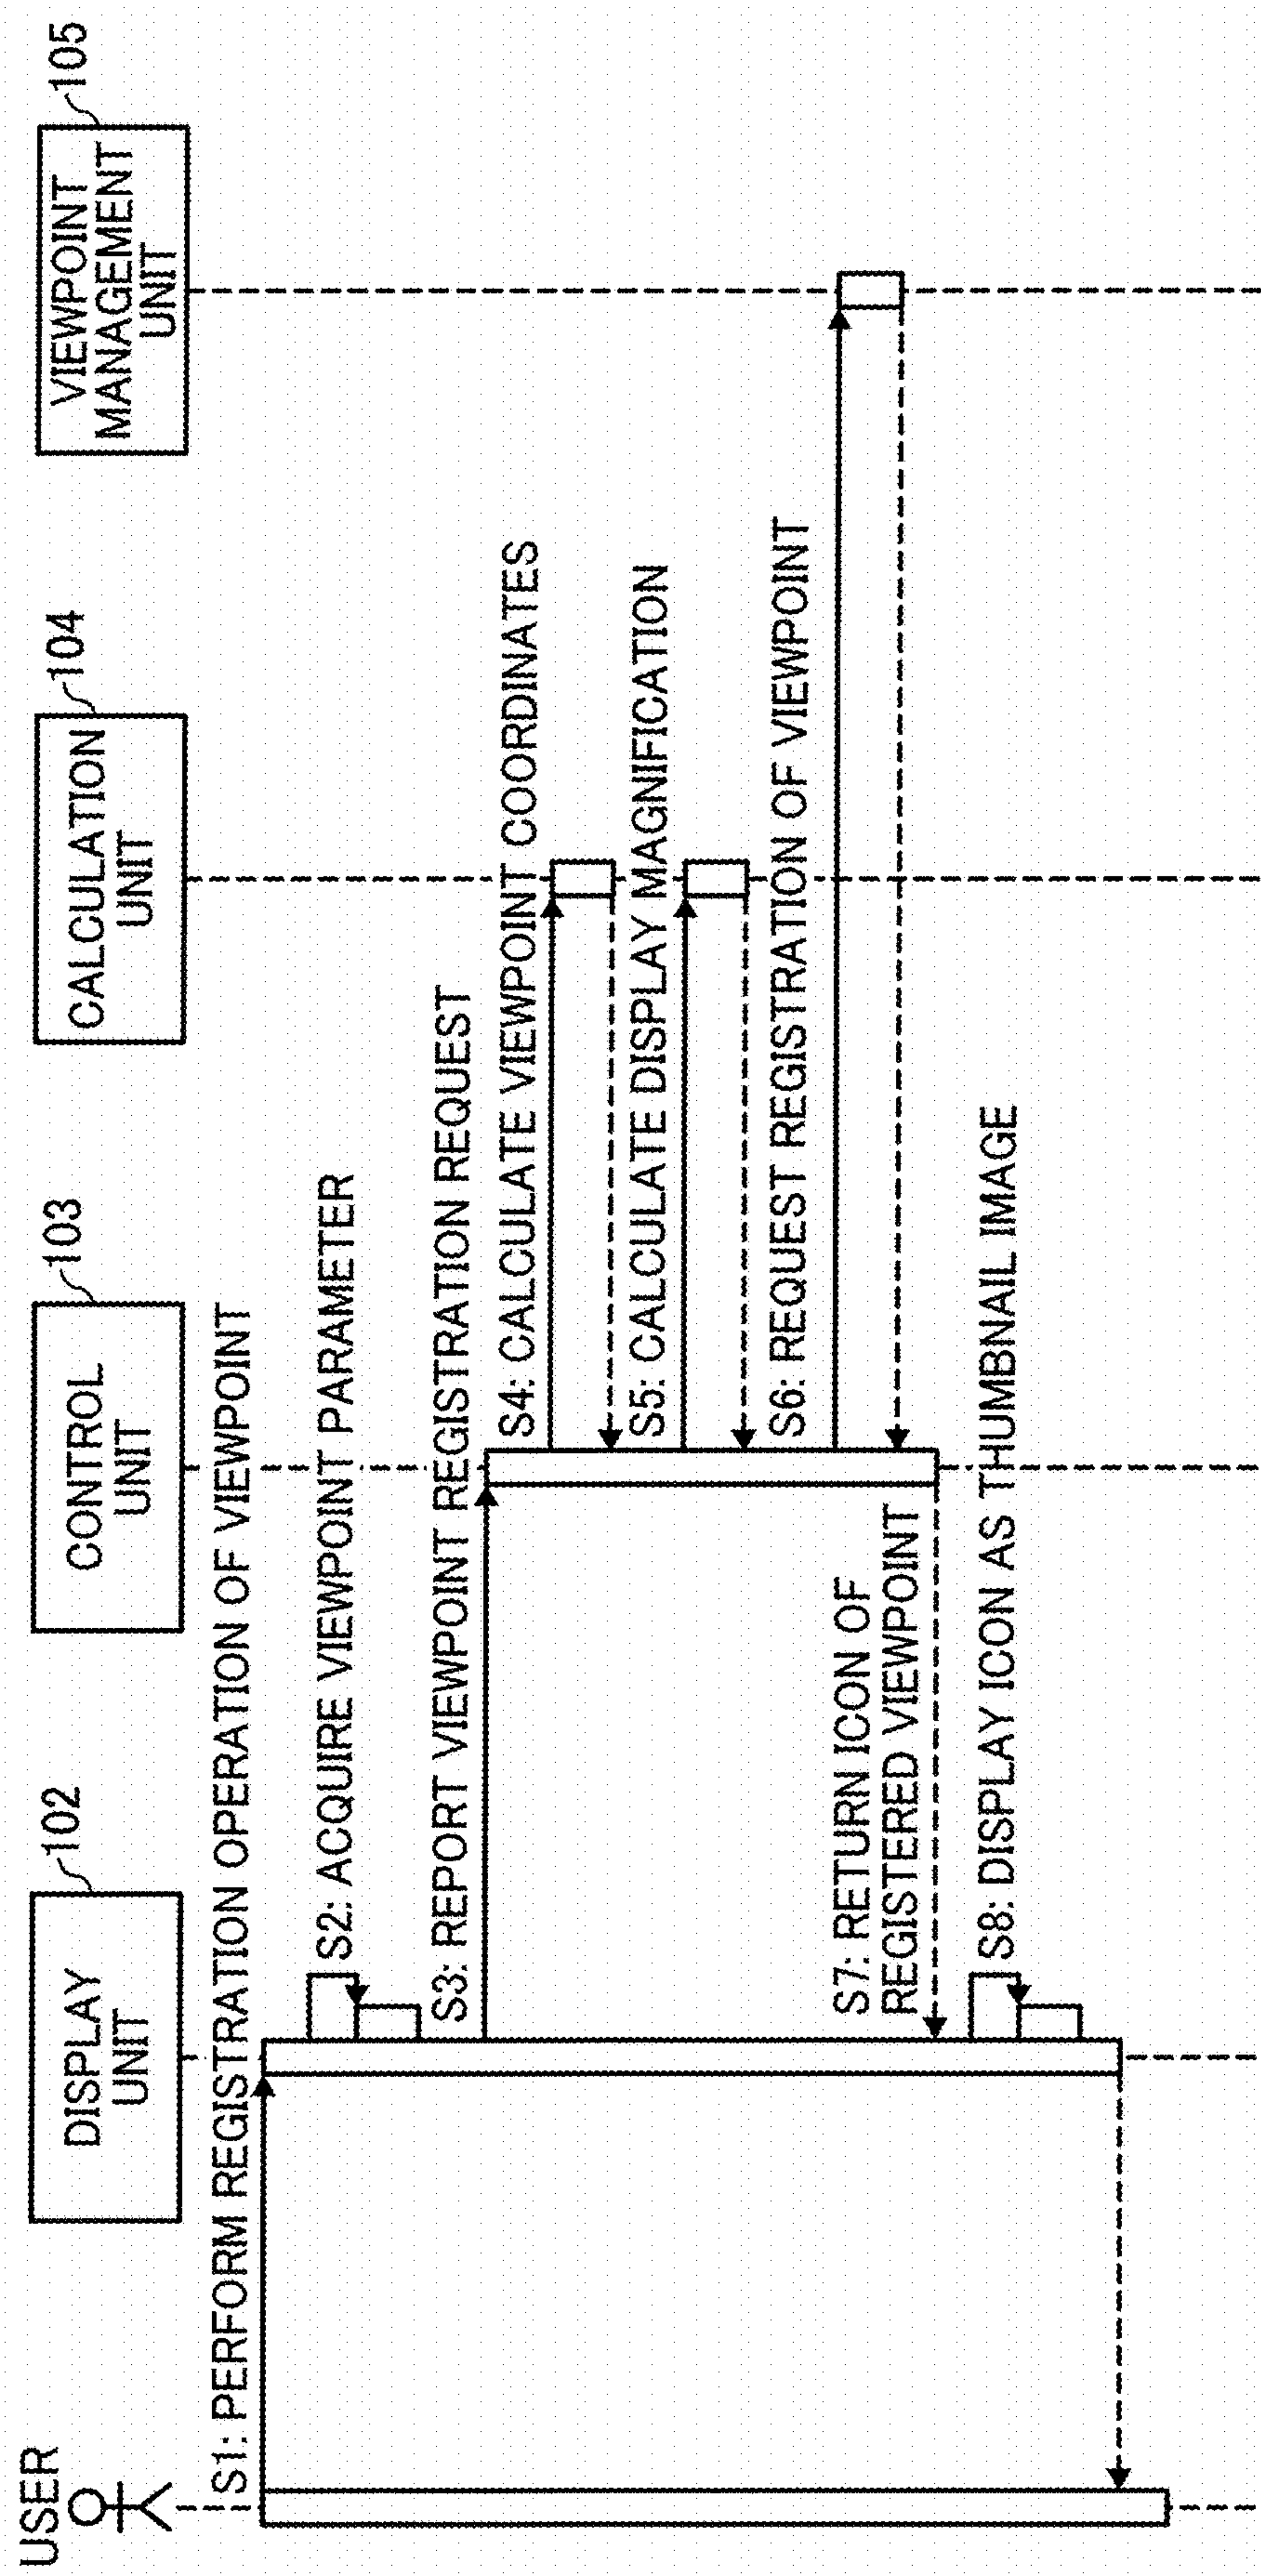 USER
DISPLAY
UNIT
102
CONTROL
UNIT
103
CALCULATION
UNIT
104
VIEWPOINT
MANAGEMENT
UNIT
105
S1: PERFORM REGISTRATION OPERATION OF VIEWPOINT
S2: ACQUIRE VIEWPOINT PARAMETER
S3: REPORT VIEWPOINT REGISTRATION REQUEST
S4: CALCULATE VIEWPOINT COORDINATES
S5: CALCULATE DISPLAY MAGNIFICATION
S6: REQUEST REGISTRATION OF VIEWPOINT
S7: RETURN ICON OF
REGISTERED VIEWPOINT
S8: DISPLAY ICON AS THUMBNAIL IMAGE